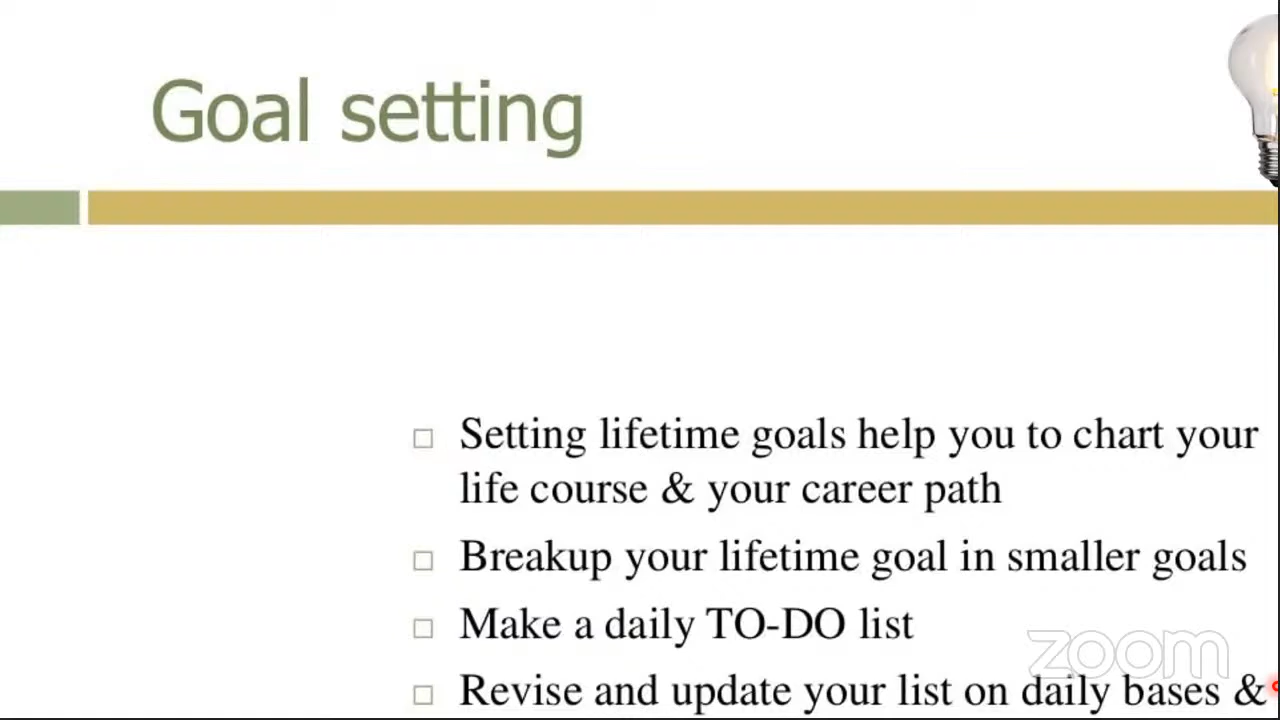 Goal setting
Setting lifetime goals help you to chart your
life course & your career path
Breakup your lifetime goal in smaller goals
Make a daily TO-DO list
zoom
Revise and update your list on daily bases &